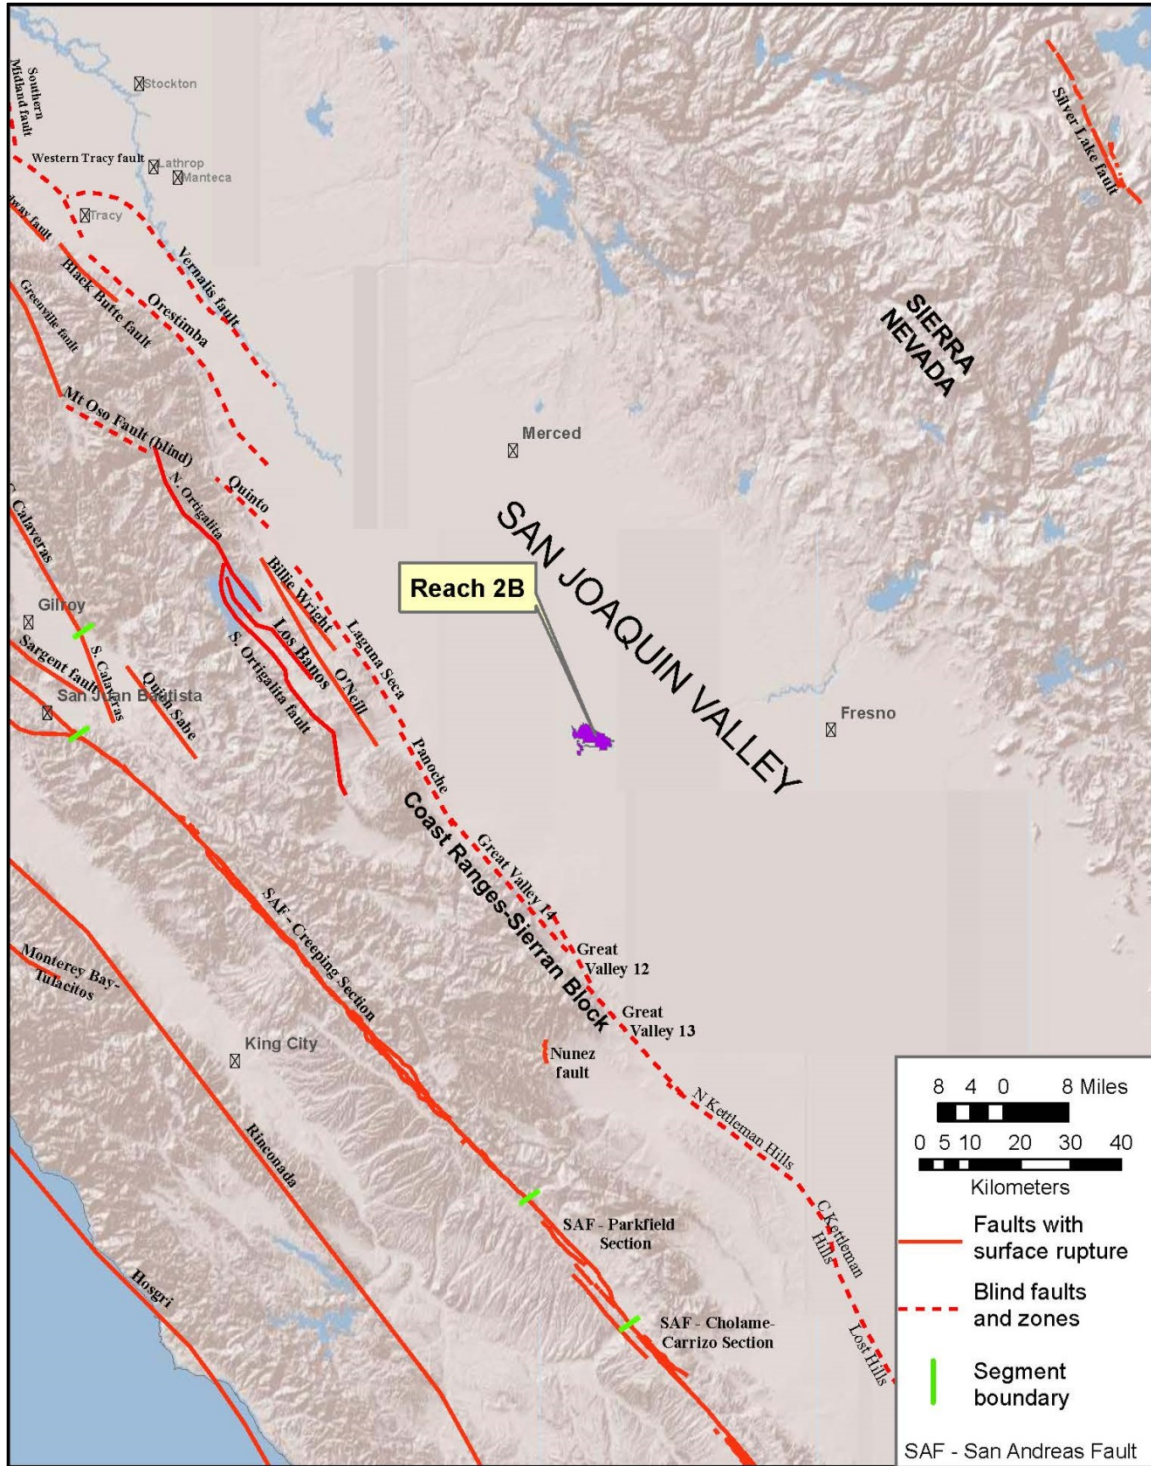 Southern
Midland fault
Stockton
Western Tracy fault
Lathrop
Manteca
Tracy
dway fault
Black Butte fault
Vernalis fault
Greenville fault
Orestimba
Silver Lake fault
SIERRA
NEVADA
Mt Oso Fault (blind)
Merced
N. Ortigalita
Quinto
Calaveras
SAN JOAQUIN VALLEY
Reach 2B
Billie Wright
Gilroy
Los Banos
Laguna Seca
Sargent fault
S. Calaveras
S. Ortigalita fault
O'Neill
San Juan Bautista
Quien Sabe
Fresno
Panoche
Coast Ranges-Sierran Block
Great Valley 14
SAF - Creeping Section
Great
Valley 12
Monterey Bay-
Tulacitos
Great
Valley 13
King City
Nunez
fault
N Kettleman Hills
Rinconada
C Kettleman
Hills
SAF - Parkfield
Section
Hosgri
SAF - Cholame-
Carrizo Section
Lost Hills
8 4 0 8 Miles
0 5 10 20 30 40
Kilometers
Faults with
surface rupture
Blind faults
and zones
Segment
boundary
SAF - San Andreas Fault